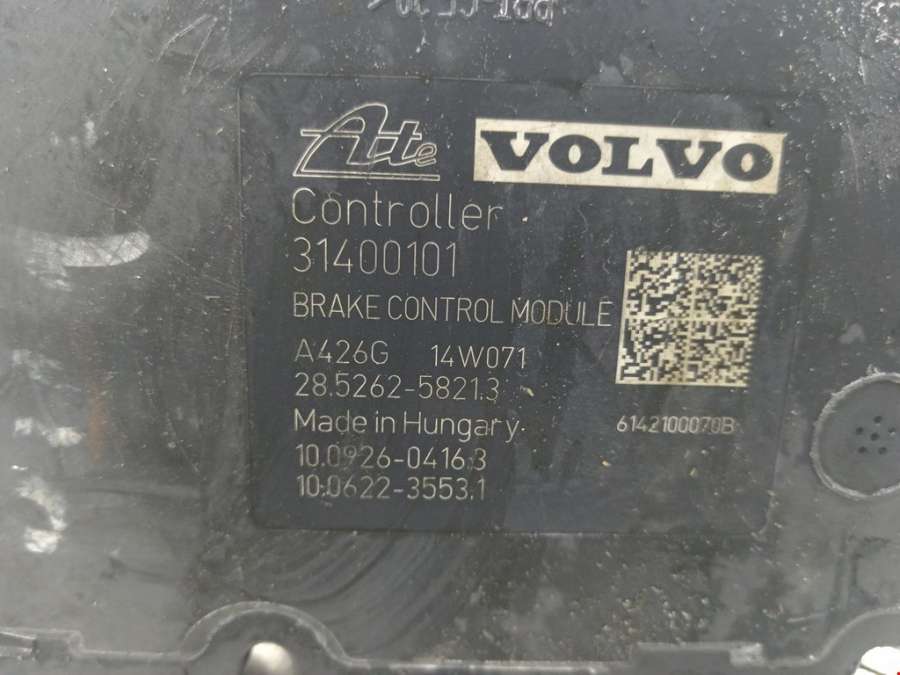 Ate VOLVO
Controller
31400101
BRAKE CONTROL MODULE
A426G 14W071
28.5262-5821.3
Made in Hungary
6142100070B
10.0926-0416.3
10.0622-3553.1